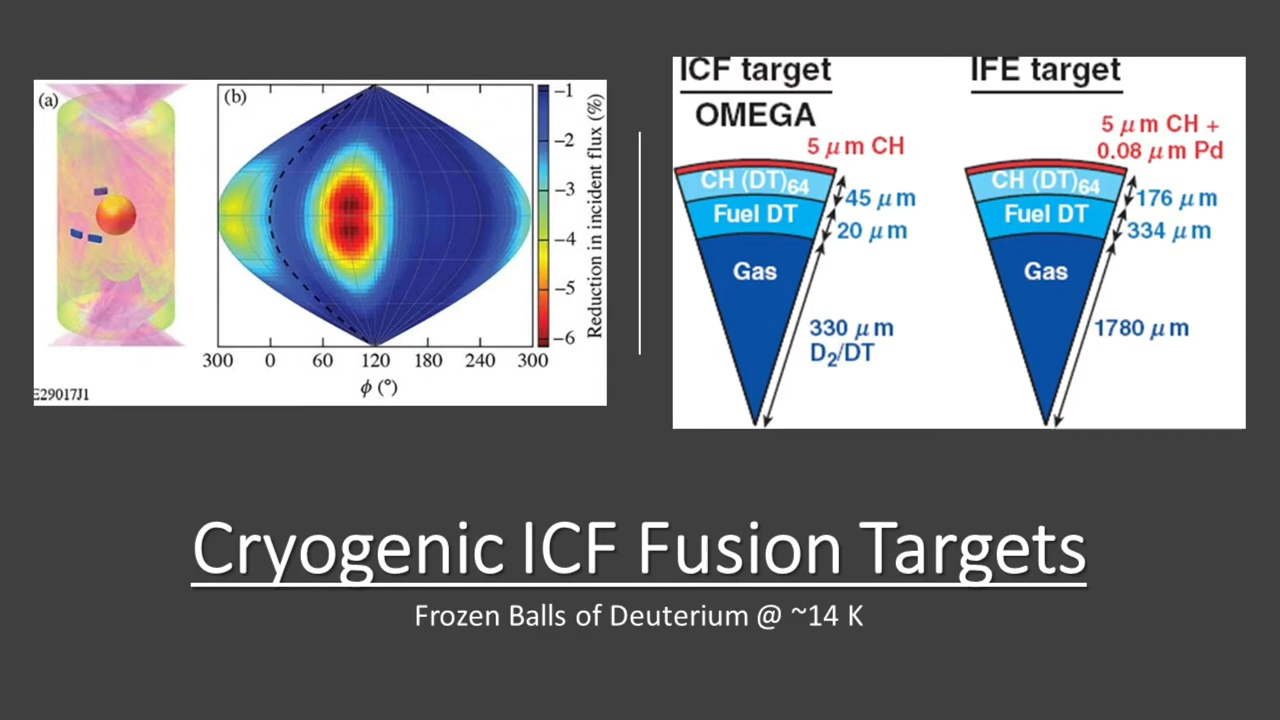 (a)
(b)
−1
−2
−3
−4
−5
−6
Reduction in incident flux (%)
300 0 60 120 180 240 300
ϕ (°)
E29017J1
ICF target
OMEGA
5 μm CH
CH (DT)64
45 μm
Fuel DT
20 μm
Gas
330 μm
D2/DT
IFE target
5 μm CH +
0.08 μm Pd
CH (DT)64
176 μm
Fuel DT
334 μm
Gas
1780 μm
Cryogenic ICF Fusion Targets
Frozen Balls of Deuterium @ ~14 K